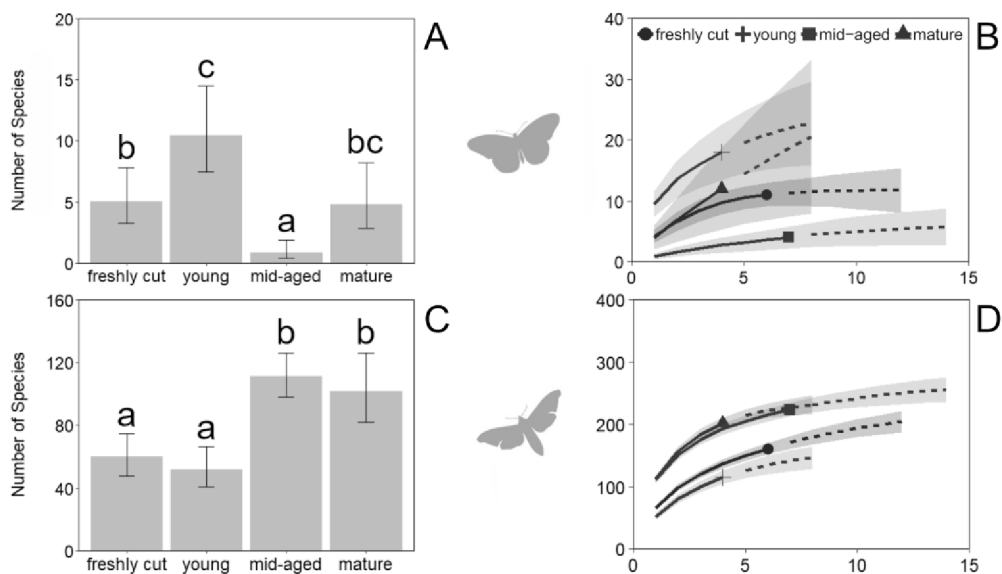 A
Number of Species
20
15
10
5
0
b
c
a
bc
freshly cut young mid-aged mature
B
freshly cut young mid-aged mature
40
30
20
10
0
0 5 10 15
C
Number of Species
160
120
80
40
0
a
a
b
b
freshly cut young mid-aged mature
D
400
300
200
100
0
0 5 10 15